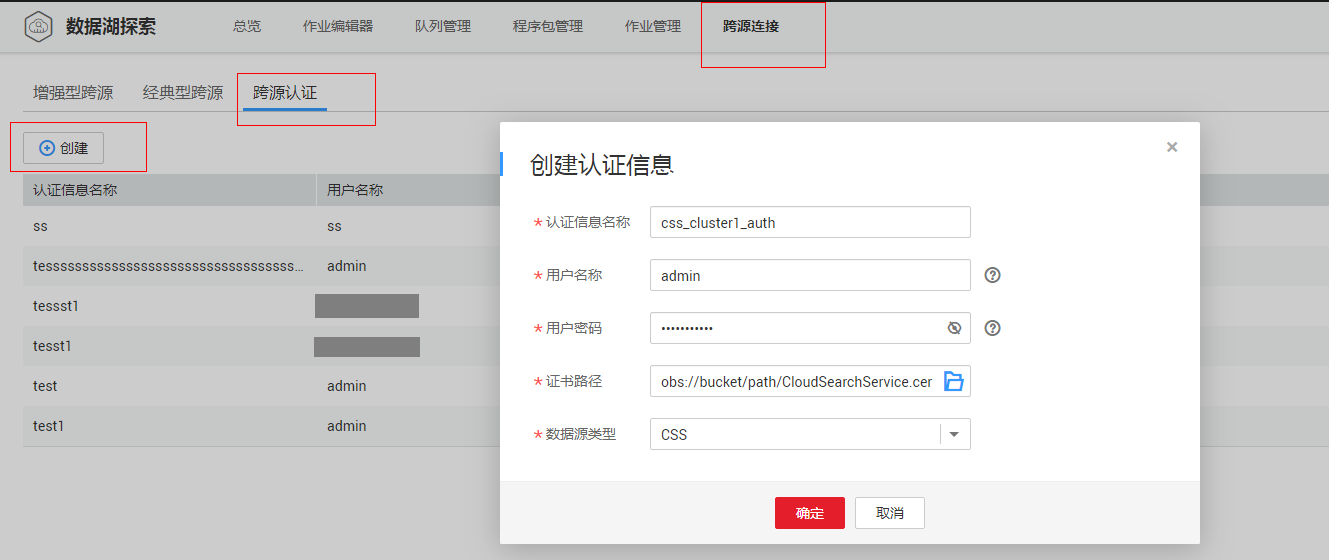 数据湖探索 总览 作业编辑器 队列管理 程序包管理 作业管理 跨源连接
增强型跨源 经典型跨源 跨源认证
创建
认证信息名称 用户名称
ss ss
tesssssssssssssssssssssssssssssssssss... admin
tessst1
tesst1
test admin
test1 admin
创建认证信息
* 认证信息名称 css_cluster1_auth
* 用户名称 admin
* 用户密码 •••••••••••
* 证书路径 obs://bucket/path/CloudSearchService.cer
* 数据源类型 CSS
确定 取消